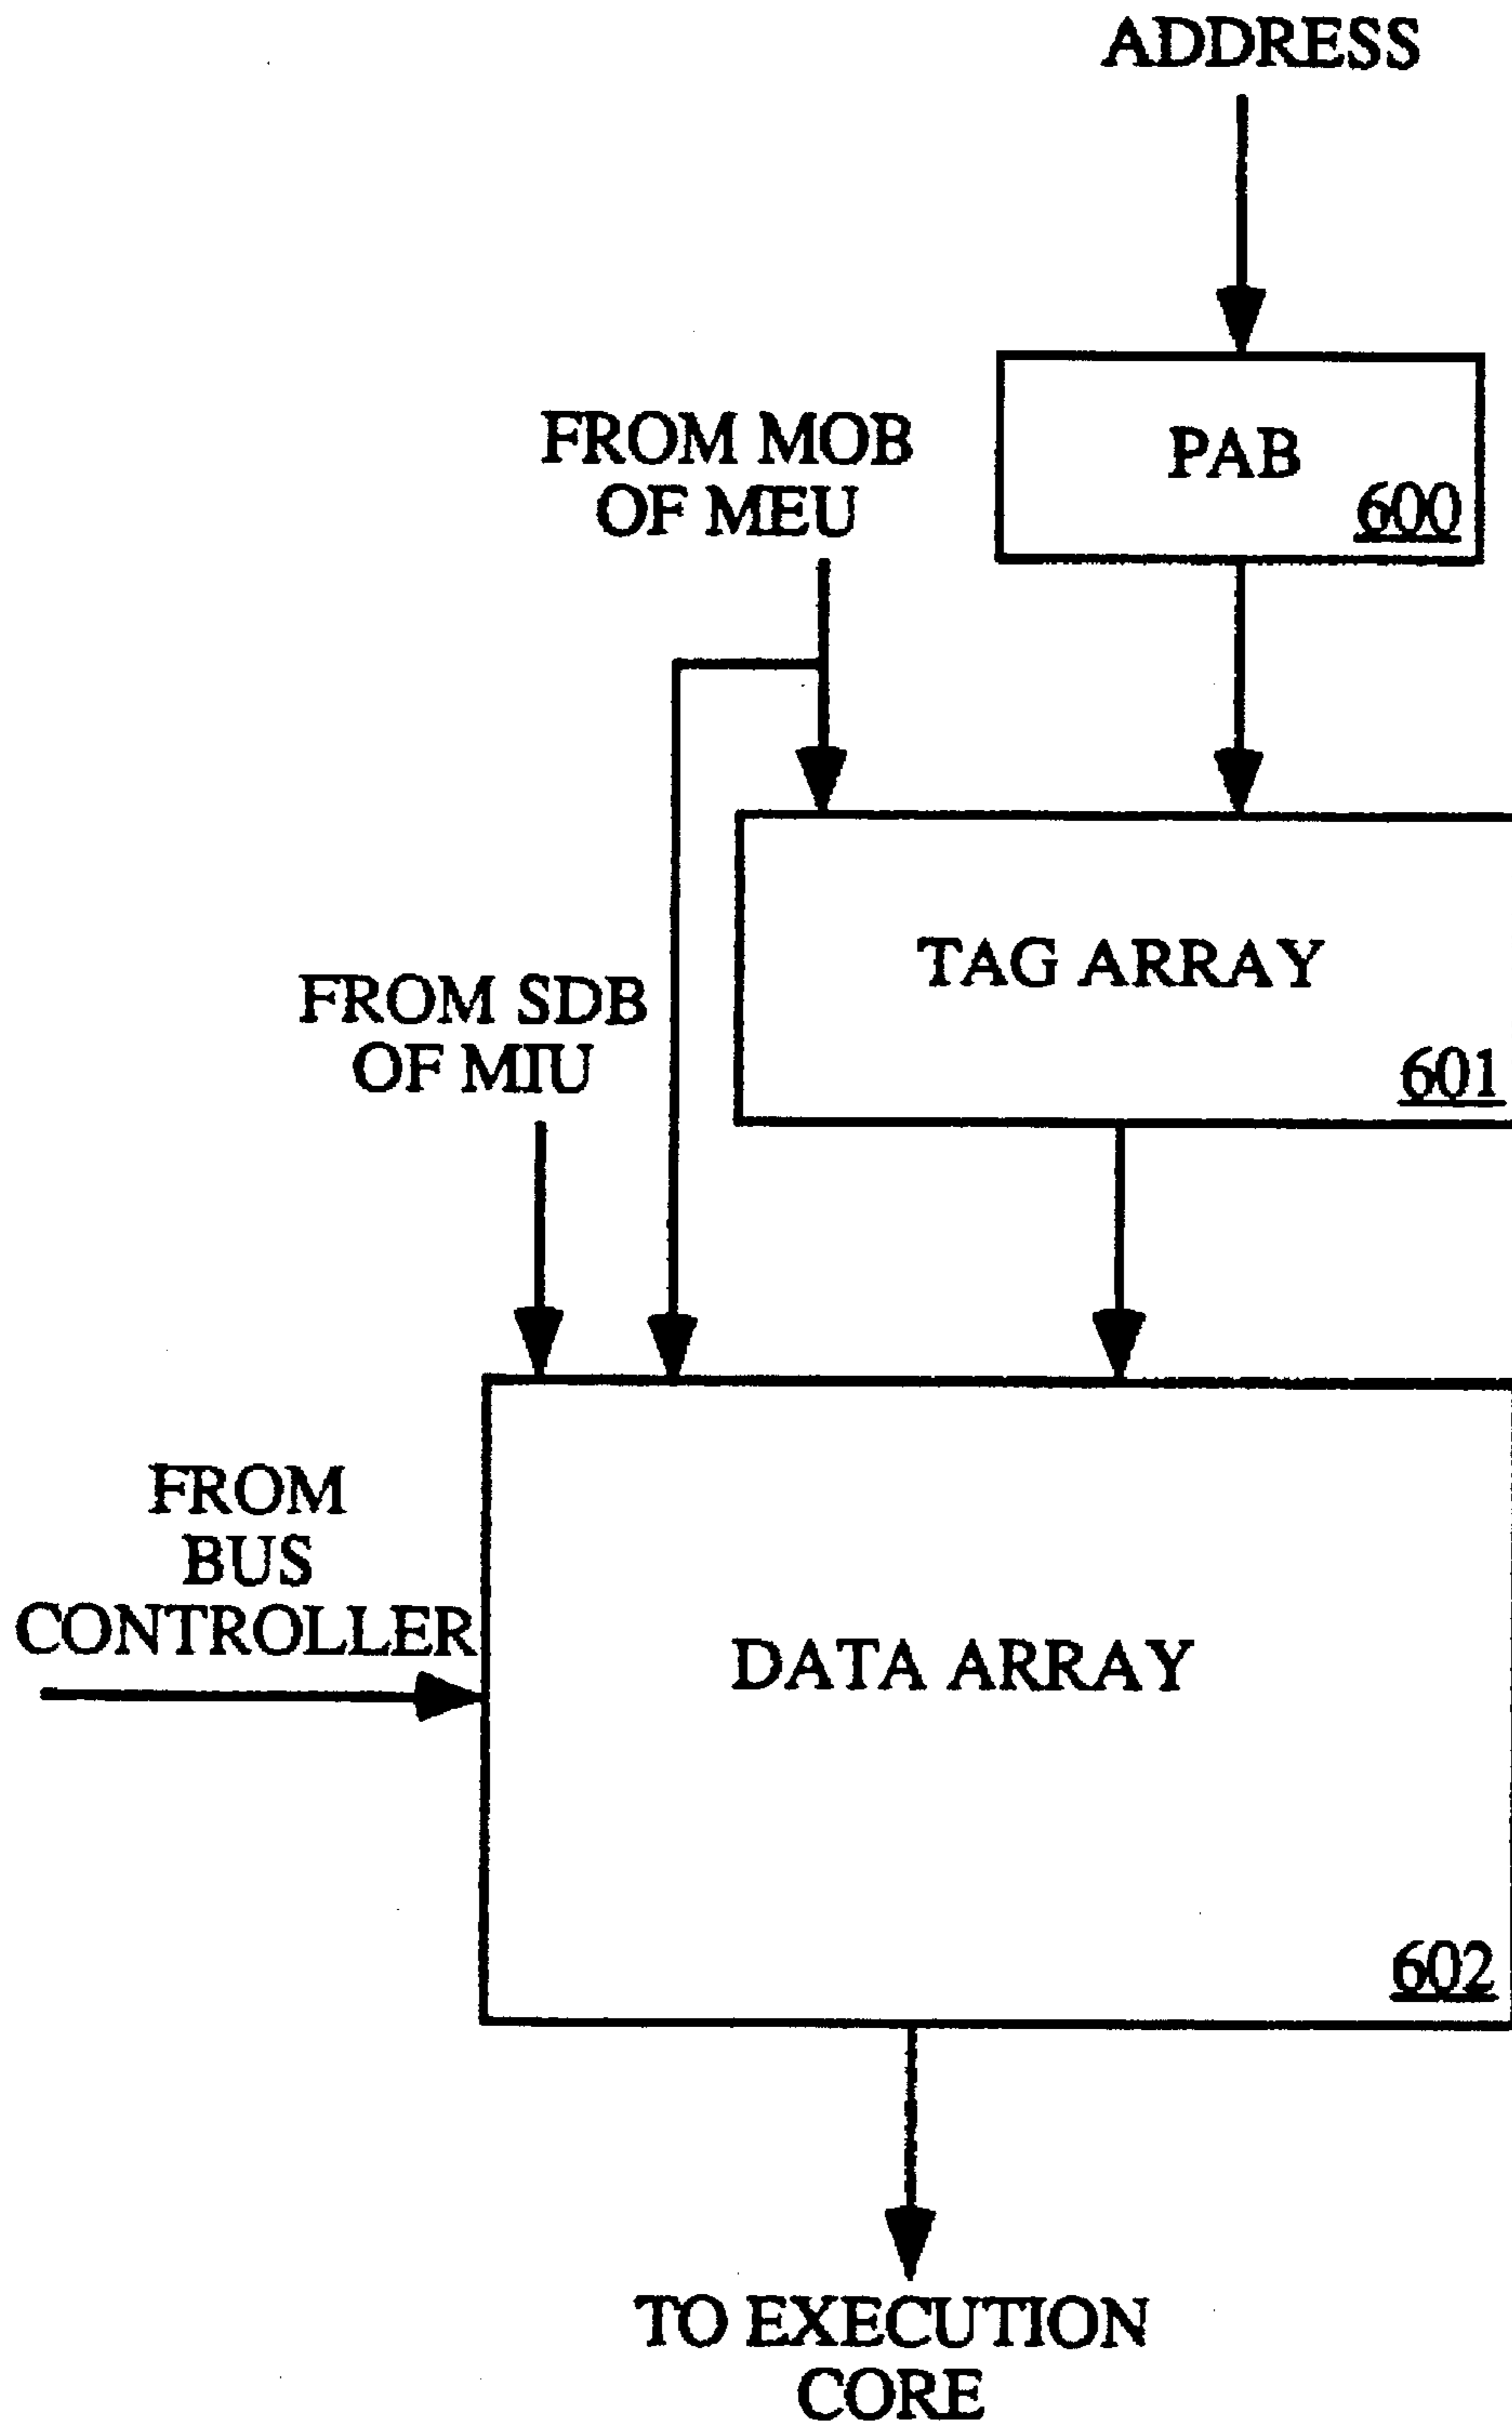 ADDRESS
PAB
600
FROM MOB
OF MEU
TAG ARRAY
601
FROM SDB
OF MIU
FROM
BUS
CONTROLLER
DATA ARRAY
602
TO EXECUTION
CORE